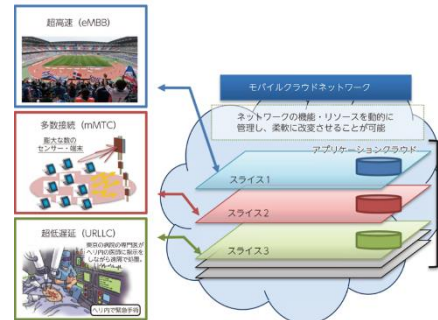 超高速（eMBB）
多数接続（mMTC）
膨大な数の
センサー・端末
超低遅延（URLLC）
東京の病院の専門医が
ヘリ内の医師に指示を
しながら遠隔で処置。
ヘリ内で緊急手術
モバイルクラウドネットワーク
ネットワークの機能・リソースを動的に
管理し、柔軟に改変させることが可能
アプリケーションクラウド
スライス1
スライス2
スライス3